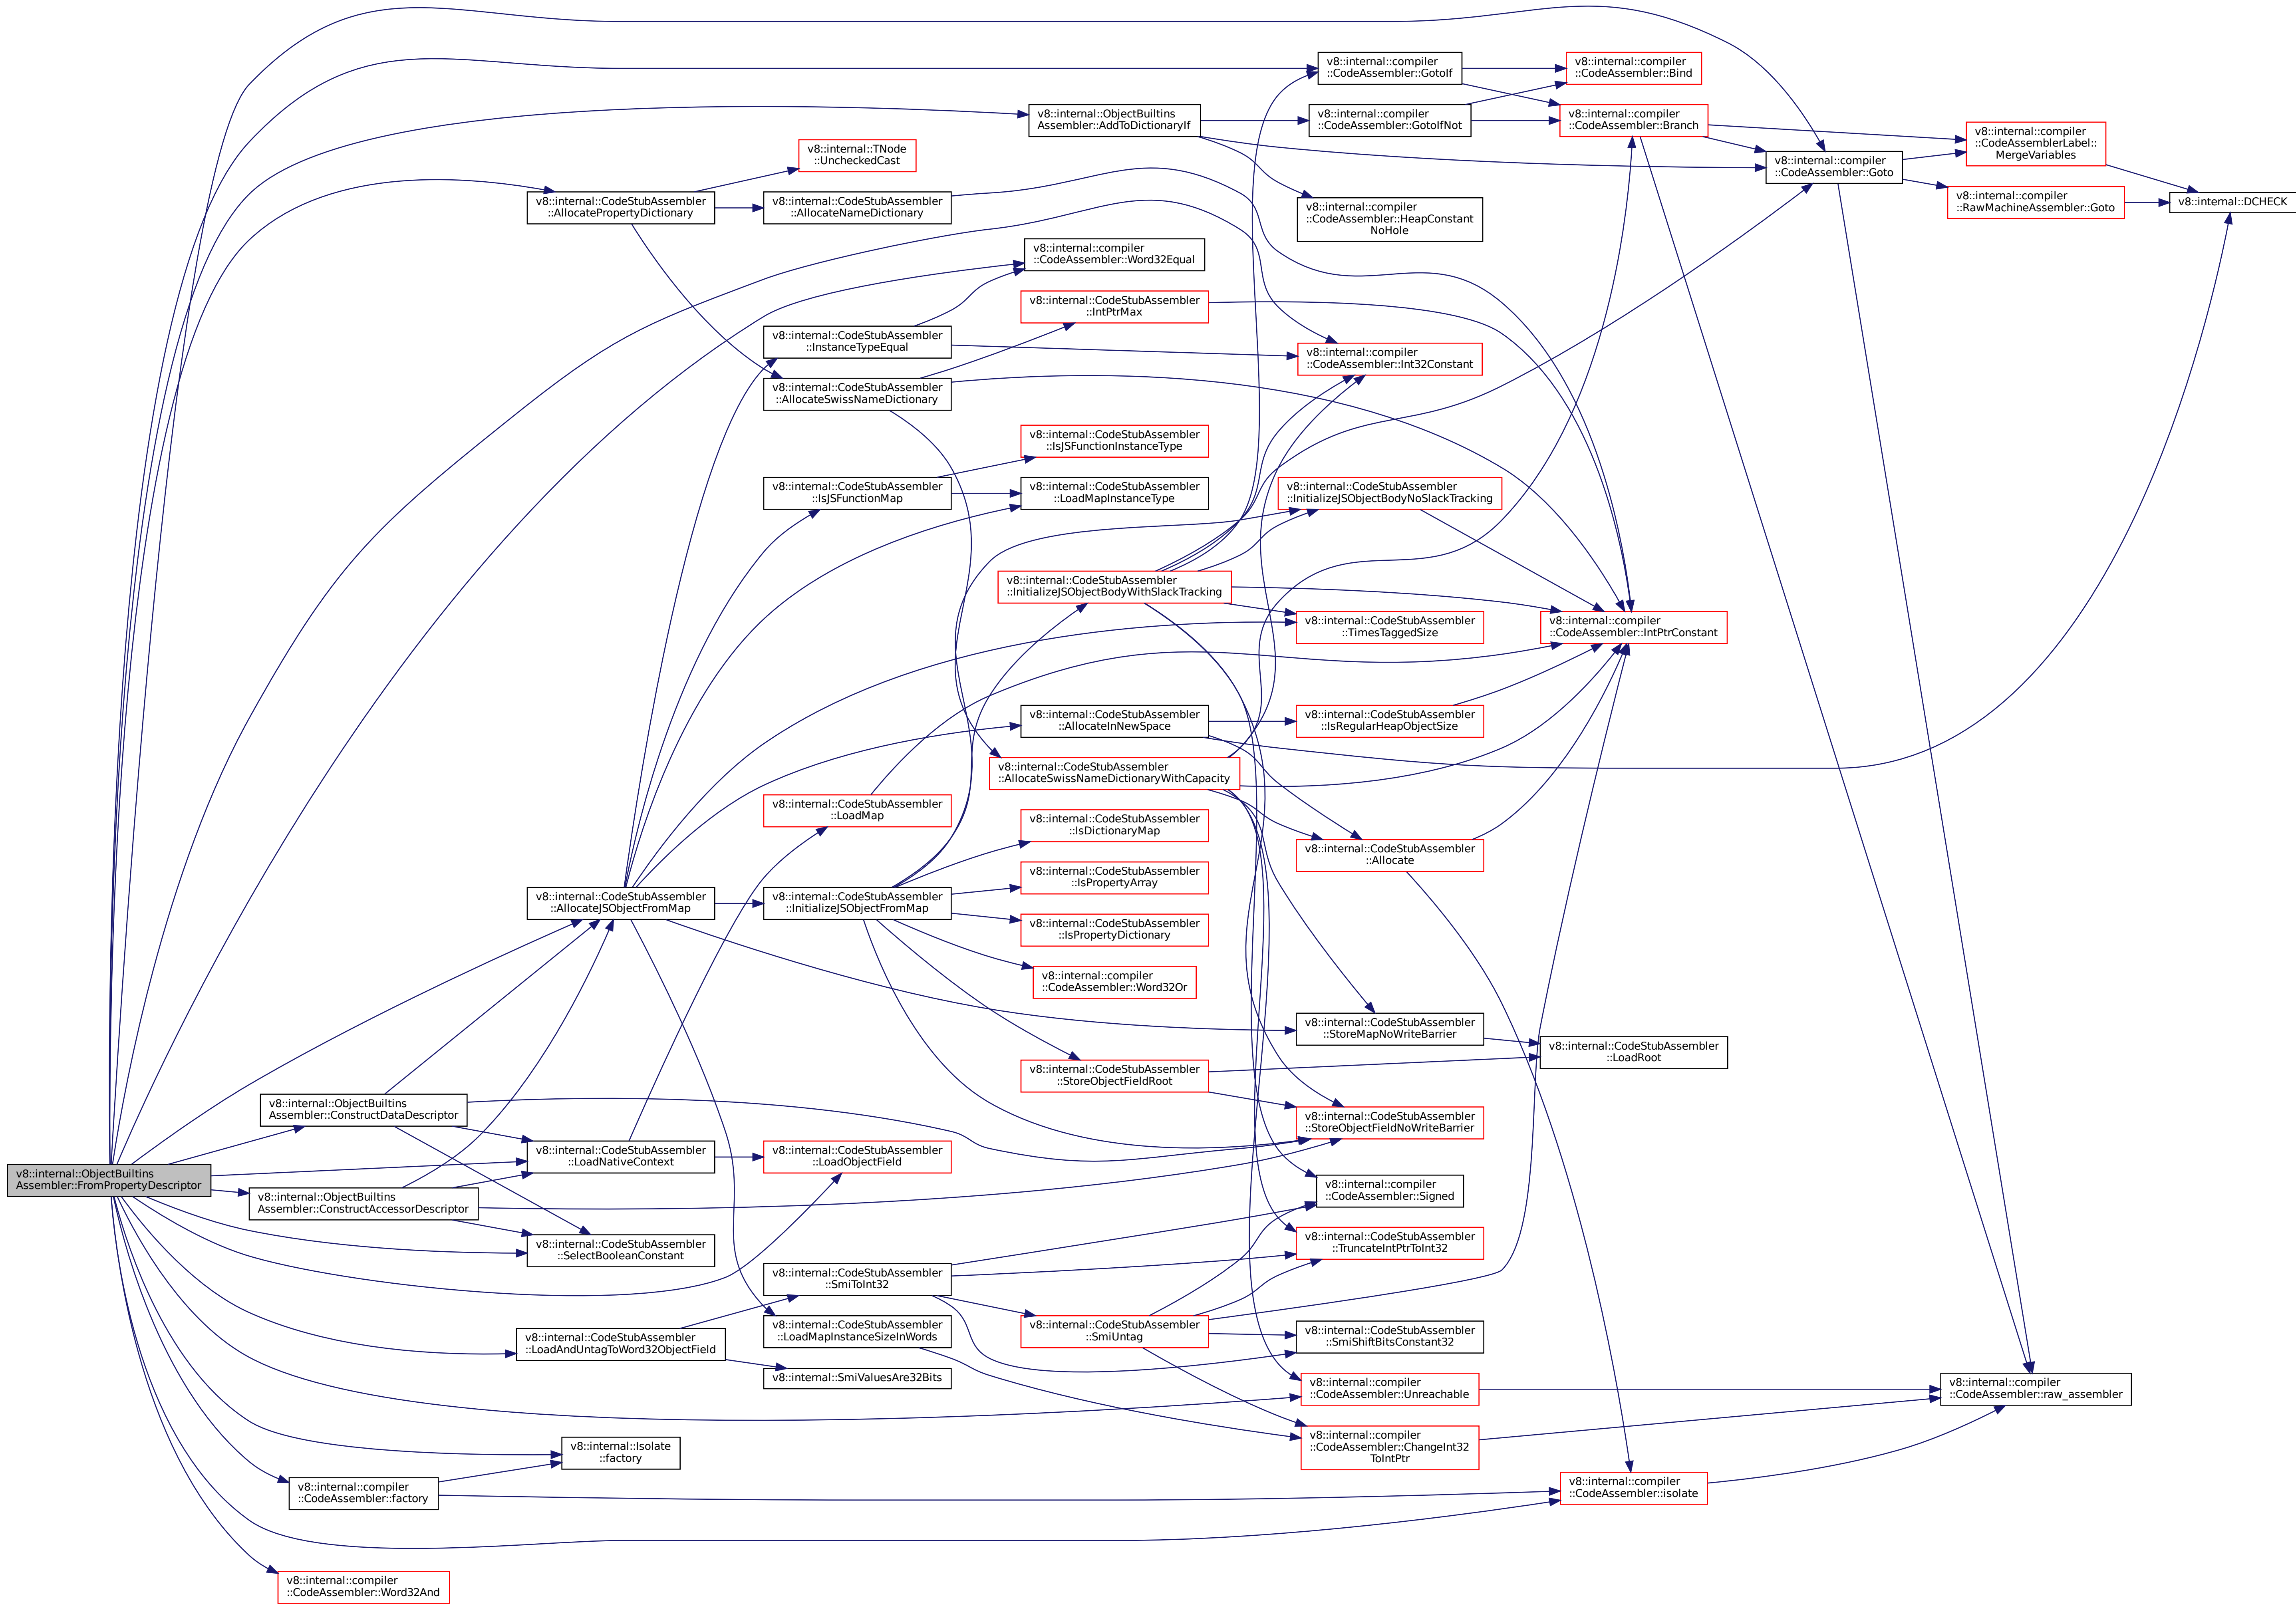 v8::internal::ObjectBuiltins
Assembler::FromPropertyDescriptor
v8::internal::ObjectBuiltins
Assembler::ConstructDataDescriptor
v8::internal::ObjectBuiltins
Assembler::ConstructAccessorDescriptor
v8::internal::compiler
::CodeAssembler::factory
v8::internal::compiler
::CodeAssembler::Word32And
v8::internal::CodeStubAssembler
::AllocatePropertyDictionary
v8::internal::CodeStubAssembler
::AllocateJSObjectFromMap
v8::internal::CodeStubAssembler
::LoadNativeContext
v8::internal::CodeStubAssembler
::SelectBooleanConstant
v8::internal::CodeStubAssembler
::LoadAndUntagToWord32ObjectField
v8::internal::Isolate
::factory
v8::internal::TNode
::UncheckedCast
v8::internal::CodeStubAssembler
::AllocateNameDictionary
v8::internal::CodeStubAssembler
::InstanceTypeEqual
v8::internal::CodeStubAssembler
::AllocateSwissNameDictionary
v8::internal::CodeStubAssembler
::IsJSFunctionMap
v8::internal::CodeStubAssembler
::LoadMap
v8::internal::CodeStubAssembler
::InitializeJSObjectFromMap
v8::internal::CodeStubAssembler
::LoadObjectField
v8::internal::CodeStubAssembler
::SmiToInt32
v8::internal::CodeStubAssembler
::LoadMapInstanceSizeInWords
v8::internal::SmiValuesAre32Bits
v8::internal::ObjectBuiltins
Assembler::AddToDictionaryIf
v8::internal::compiler
::CodeAssembler::Word32Equal
v8::internal::CodeStubAssembler
::IntPtrMax
v8::internal::CodeStubAssembler
::IsJSFunctionInstanceType
v8::internal::CodeStubAssembler
::LoadMapInstanceType
v8::internal::CodeStubAssembler
::InitializeJSObjectBodyWithSlackTracking
v8::internal::CodeStubAssembler
::AllocateInNewSpace
v8::internal::CodeStubAssembler
::AllocateSwissNameDictionaryWithCapacity
v8::internal::CodeStubAssembler
::IsDictionaryMap
v8::internal::CodeStubAssembler
::IsPropertyArray
v8::internal::CodeStubAssembler
::IsPropertyDictionary
v8::internal::compiler
::CodeAssembler::Word32Or
v8::internal::CodeStubAssembler
::StoreObjectFieldRoot
v8::internal::CodeStubAssembler
::SmiUntag
v8::internal::compiler
::CodeAssembler::GotoIf
v8::internal::compiler
::CodeAssembler::GotoIfNot
v8::internal::compiler
::CodeAssembler::HeapConstant
NoHole
v8::internal::compiler
::CodeAssembler::Int32Constant
v8::internal::CodeStubAssembler
::InitializeJSObjectBodyNoSlackTracking
v8::internal::CodeStubAssembler
::TimesTaggedSize
v8::internal::CodeStubAssembler
::IsRegularHeapObjectSize
v8::internal::CodeStubAssembler
::Allocate
v8::internal::CodeStubAssembler
::StoreMapNoWriteBarrier
v8::internal::CodeStubAssembler
::StoreObjectFieldNoWriteBarrier
v8::internal::compiler
::CodeAssembler::Signed
v8::internal::CodeStubAssembler
::TruncateIntPtrToInt32
v8::internal::CodeStubAssembler
::SmiShiftBitsConstant32
v8::internal::compiler
::CodeAssembler::Unreachable
v8::internal::compiler
::CodeAssembler::ChangeInt32
ToIntPtr
v8::internal::compiler
::CodeAssembler::Bind
v8::internal::compiler
::CodeAssembler::Branch
v8::internal::compiler
::CodeAssembler::IntPtrConstant
v8::internal::CodeStubAssembler
::LoadRoot
v8::internal::compiler
::CodeAssembler::isolate
v8::internal::compiler
::CodeAssembler::Goto
v8::internal::compiler
::CodeAssemblerLabel::
MergeVariables
v8::internal::compiler
::RawMachineAssembler::Goto
v8::internal::compiler
::CodeAssembler::raw_assembler
v8::internal::DCHECK